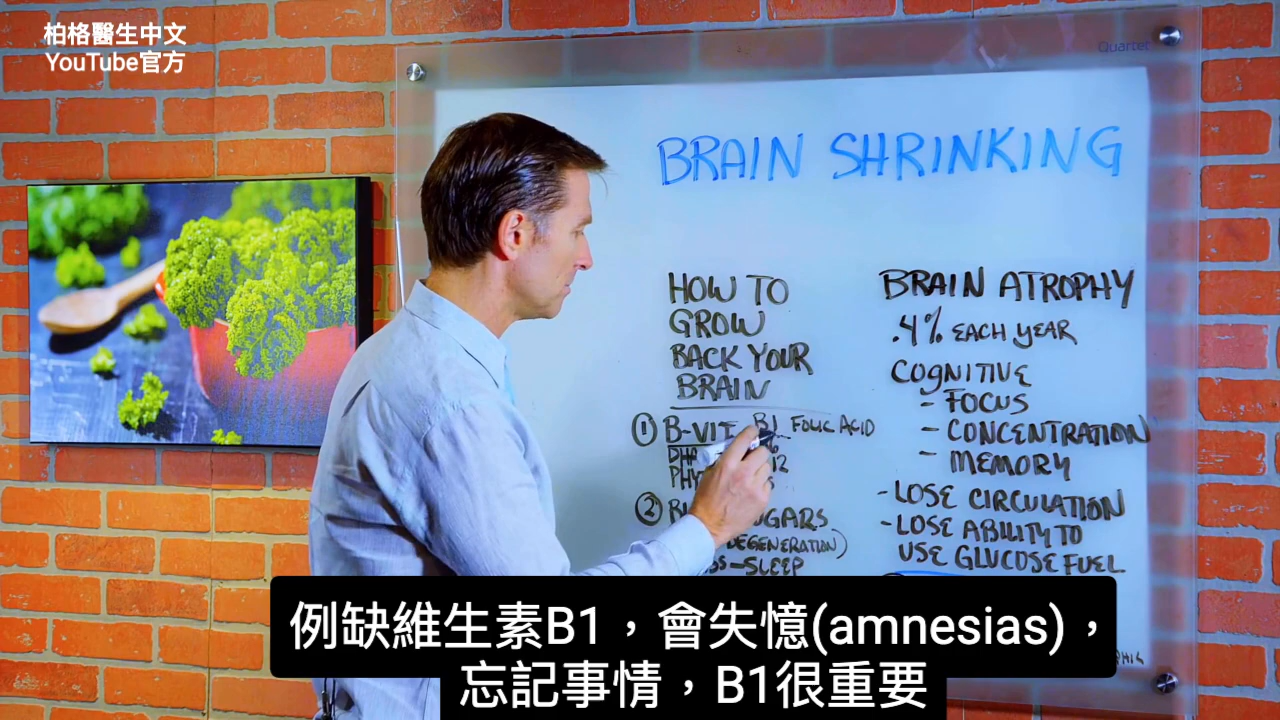 柏格醫生中文
YouTube官方
Quartet
BRAIN SHRINKING
HOW TO
GROW
BACK YOUR
BRAIN
① B-VIT B1 FOLIC ACID
② 
DEGENERATION)
-SLEEP
BRAIN ATROPHY
.4% EACH YEAR
COGNITIVE
- FOCUS
- CONCENTRATION
- MEMORY
-LOSE CIRCULATION
-LOSE ABILITY TO
USE GLUCOSE FUEL
例缺維生素B1，會失憶(amnesias)，
忘記事情，B1很重要